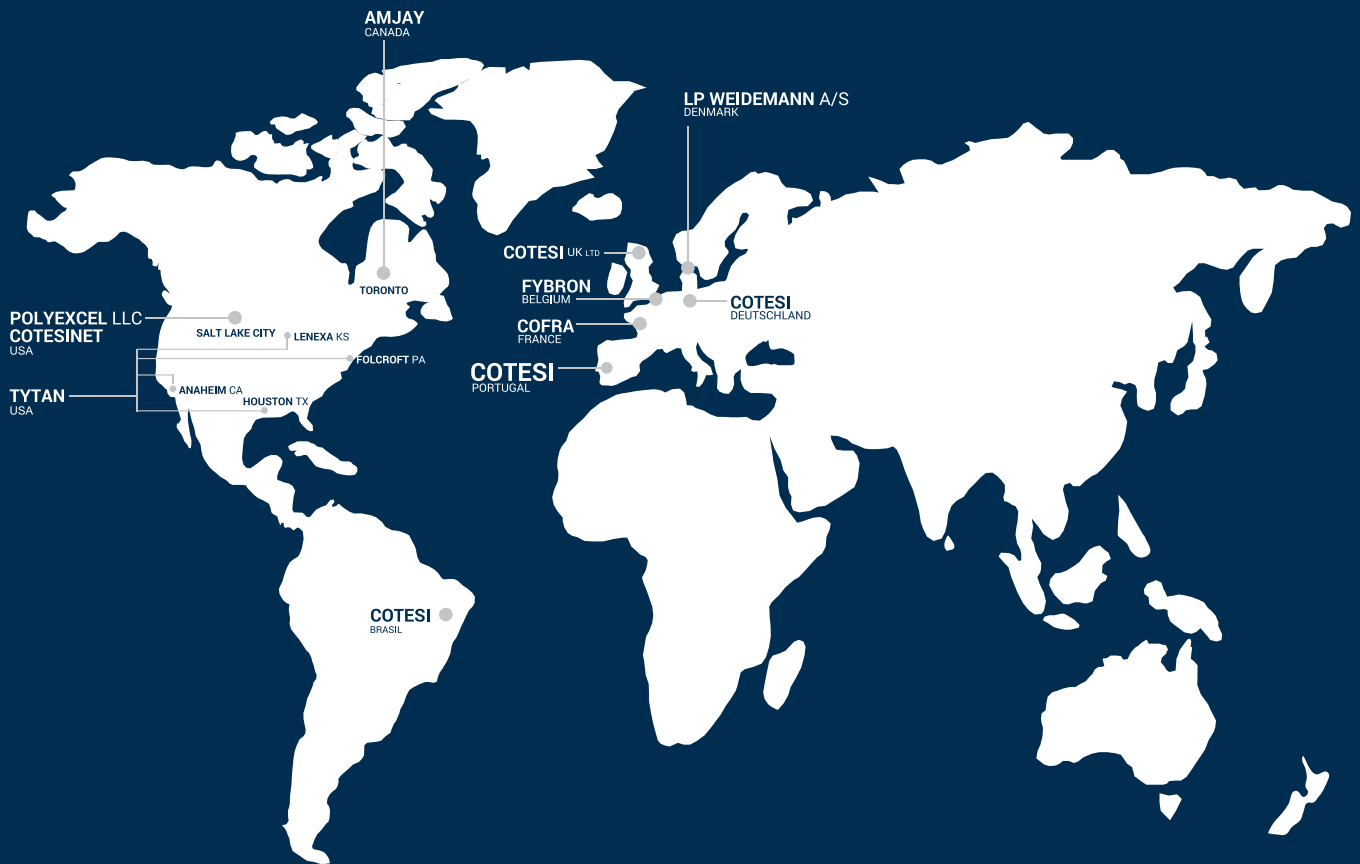 AMJAY
CANADA
LP WEIDEMANN A/S
DENMARK
COTESI UK LTD
FYBRON
BELGIUM
COTESI
DEUTSCHLAND
COFRA
FRANCE
COTESI
PORTUGAL
TORONTO
POLYEXCEL LLC
COTESINET
USA
SALT LAKE CITY
LENEXA KS
FOLCROFT PA
TYTAN
USA
ANAHEIM CA
HOUSTON TX
COTESI
BRASIL